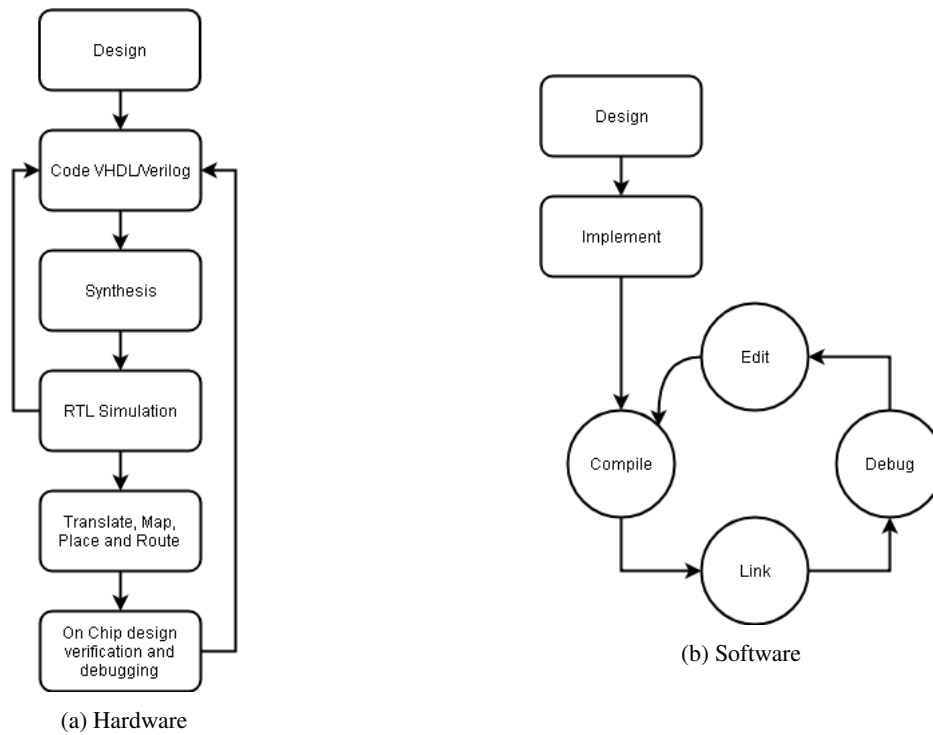 Design
Code VHDL/Verilog
Synthesis
RTL Simulation
Translate, Map,
Place and Route
On Chip design
verification and
debugging
(a) Hardware
Design
Implement
Edit
Compile
Debug
Link
(b) Software